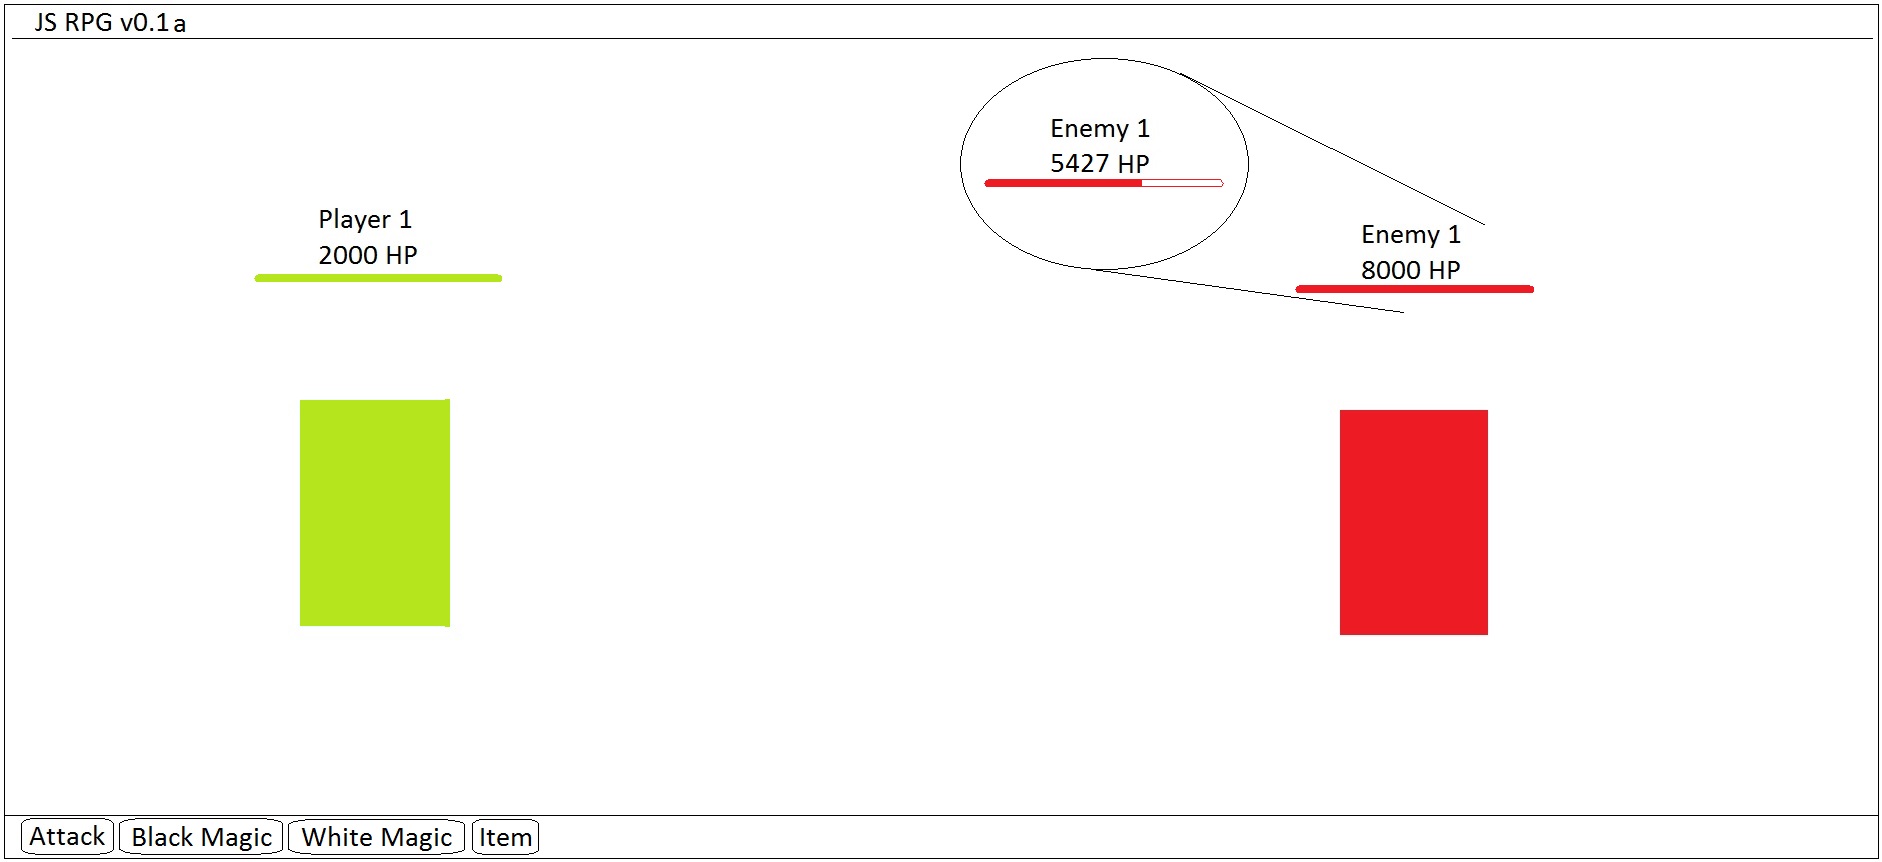 JS RPG v0.1a
Enemy 1
5427 HP
Player 1
2000 HP
Enemy 1
8000 HP
Attack
Black Magic
White Magic
Item